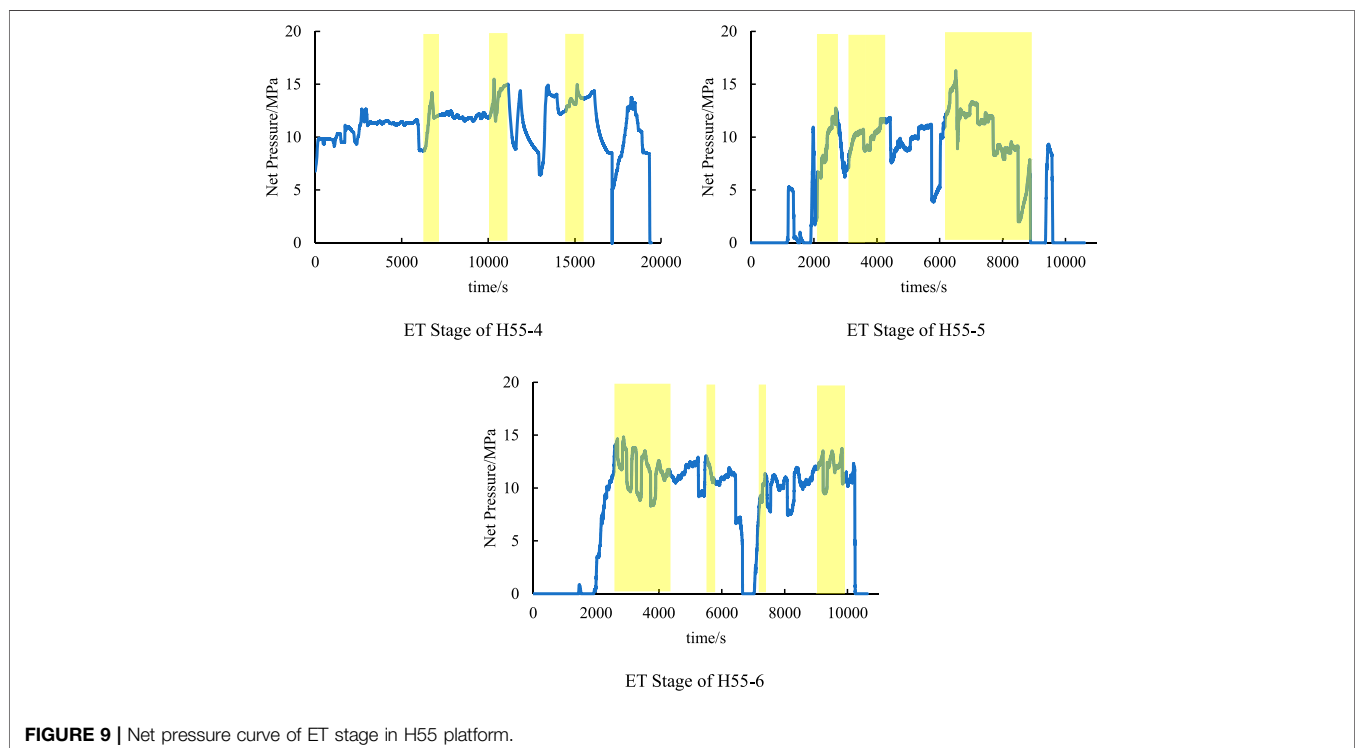 20
15
10
5
0
Net Pressure/MPa
0 5000 10000 15000 20000
time/s
ET Stage of H55-4
20
15
10
5
0
Net Pressure/MPa
0 2000 4000 6000 8000 10000
times/s
ET Stage of H55-5
20
15
10
5
0
Net Pressure/MPa
0 2000 4000 6000 8000 10000
time/s
ET Stage of H55-6
FIGURE 9 | Net pressure curve of ET stage in H55 platform.